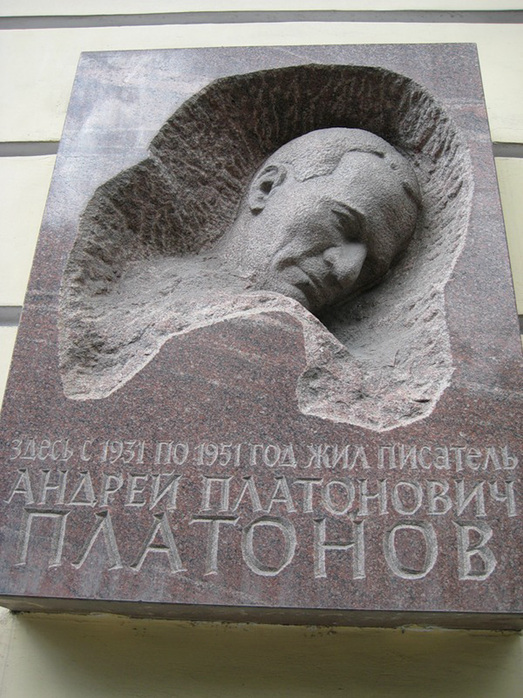 здесь с 1931 по 1951 год жил писатель
Андрей Платонович
Платонов